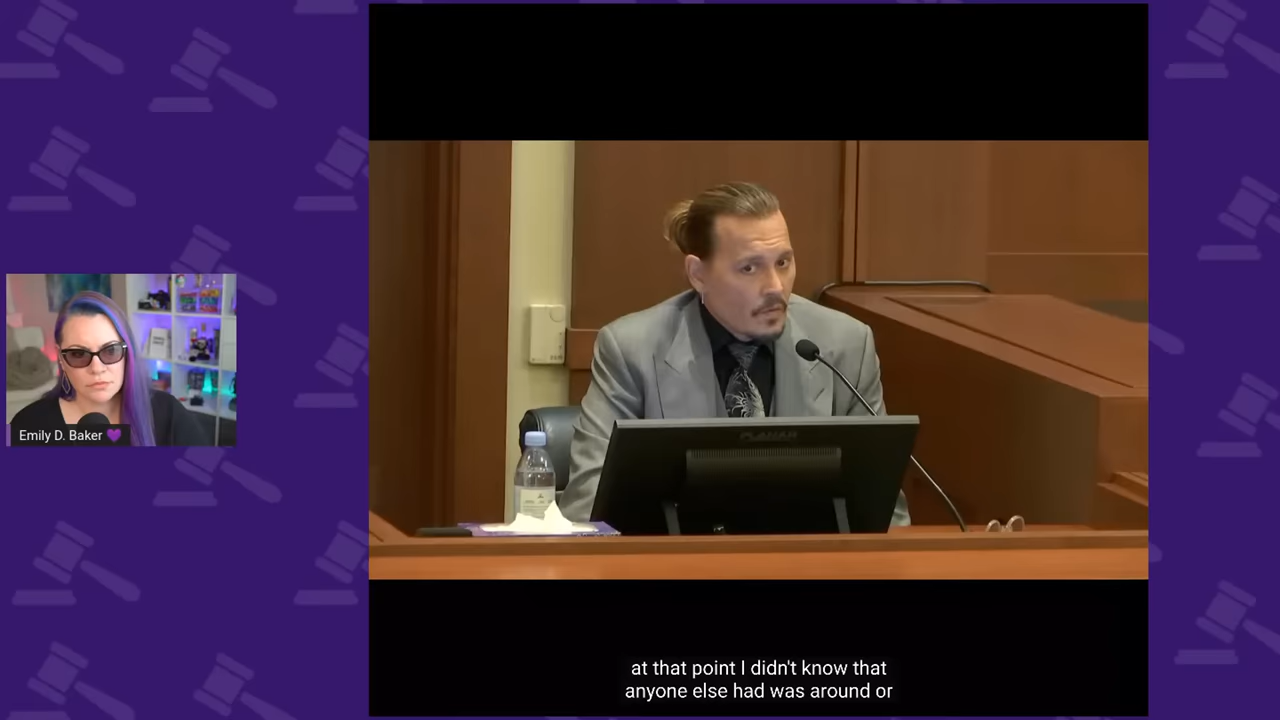 PLANAR
Emily D. Baker 💜
at that point I didn't know that
anyone else had was around or